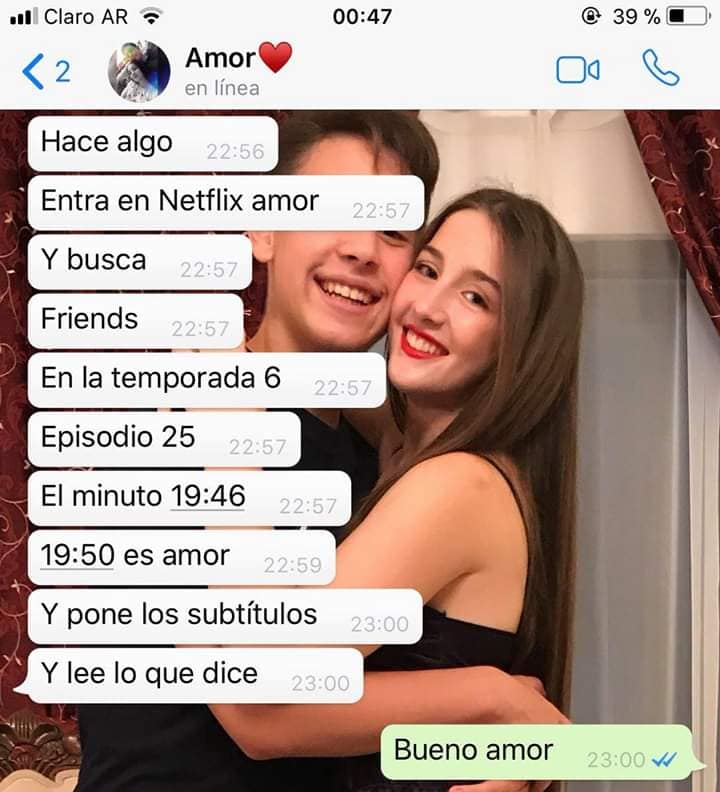 Claro AR 00:47 39 %
2 Amor❤️
en línea
Hace algo 22:56
Entra en Netflix amor 22:57
Y busca 22:57
Friends 22:57
En la temporada 6 22:57
Episodio 25 22:57
El minuto 19:46 22:57
19:50 es amor 22:59
Y pone los subtítulos 23:00
Y lee lo que dice 23:00
Bueno amor 23:00